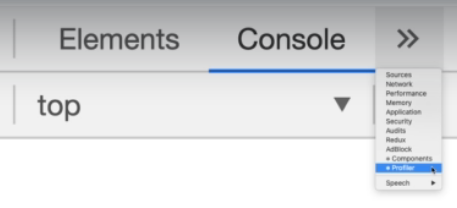 Elements Console
top
Sources
Network
Performance
Memory
Application
Security
Audits
Redux
AdBlock
Components
Profiler
Speech